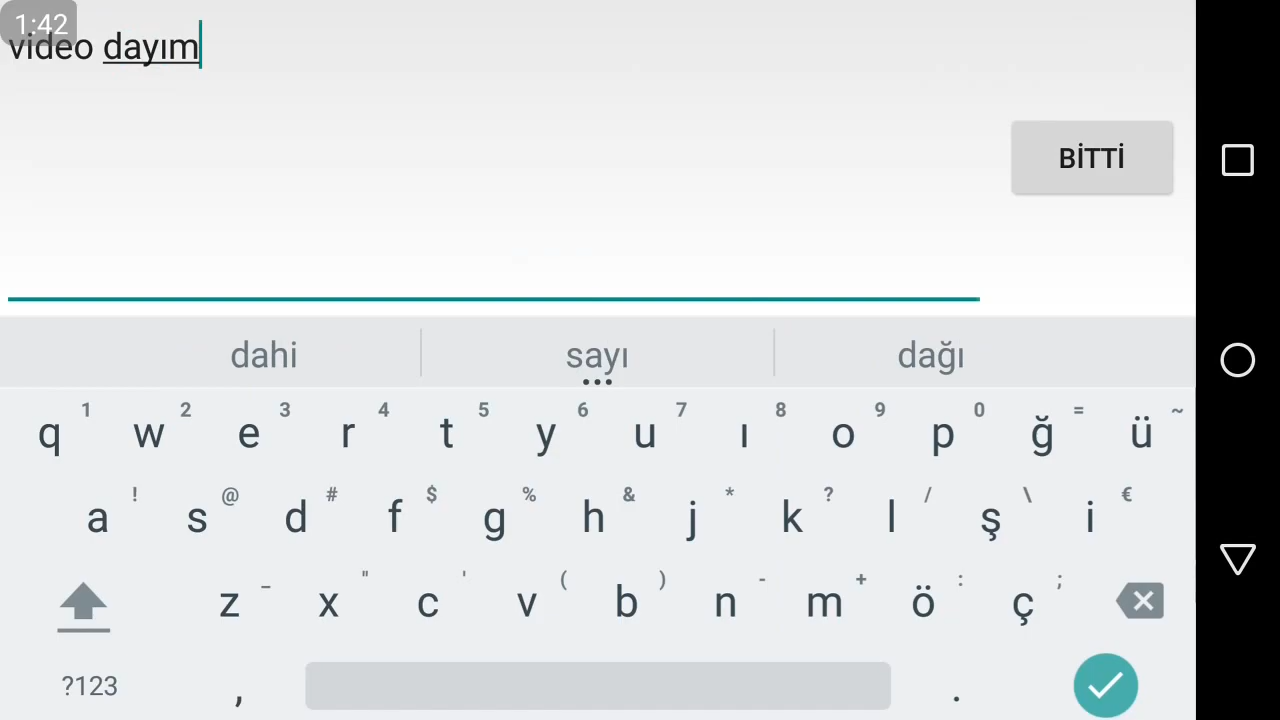 1:42
video dayım
BİTTİ
dahi sayı dağı
1 2 3 4 5 6 7 8 9 0 = ~
q w e r t y u ı o p ğ ü
! @ # $ % & * ? / \ €
a s d f g h j k l ş i
_ " ' ( ) - + : ;
z x c v b n m ö ç
?123 , .